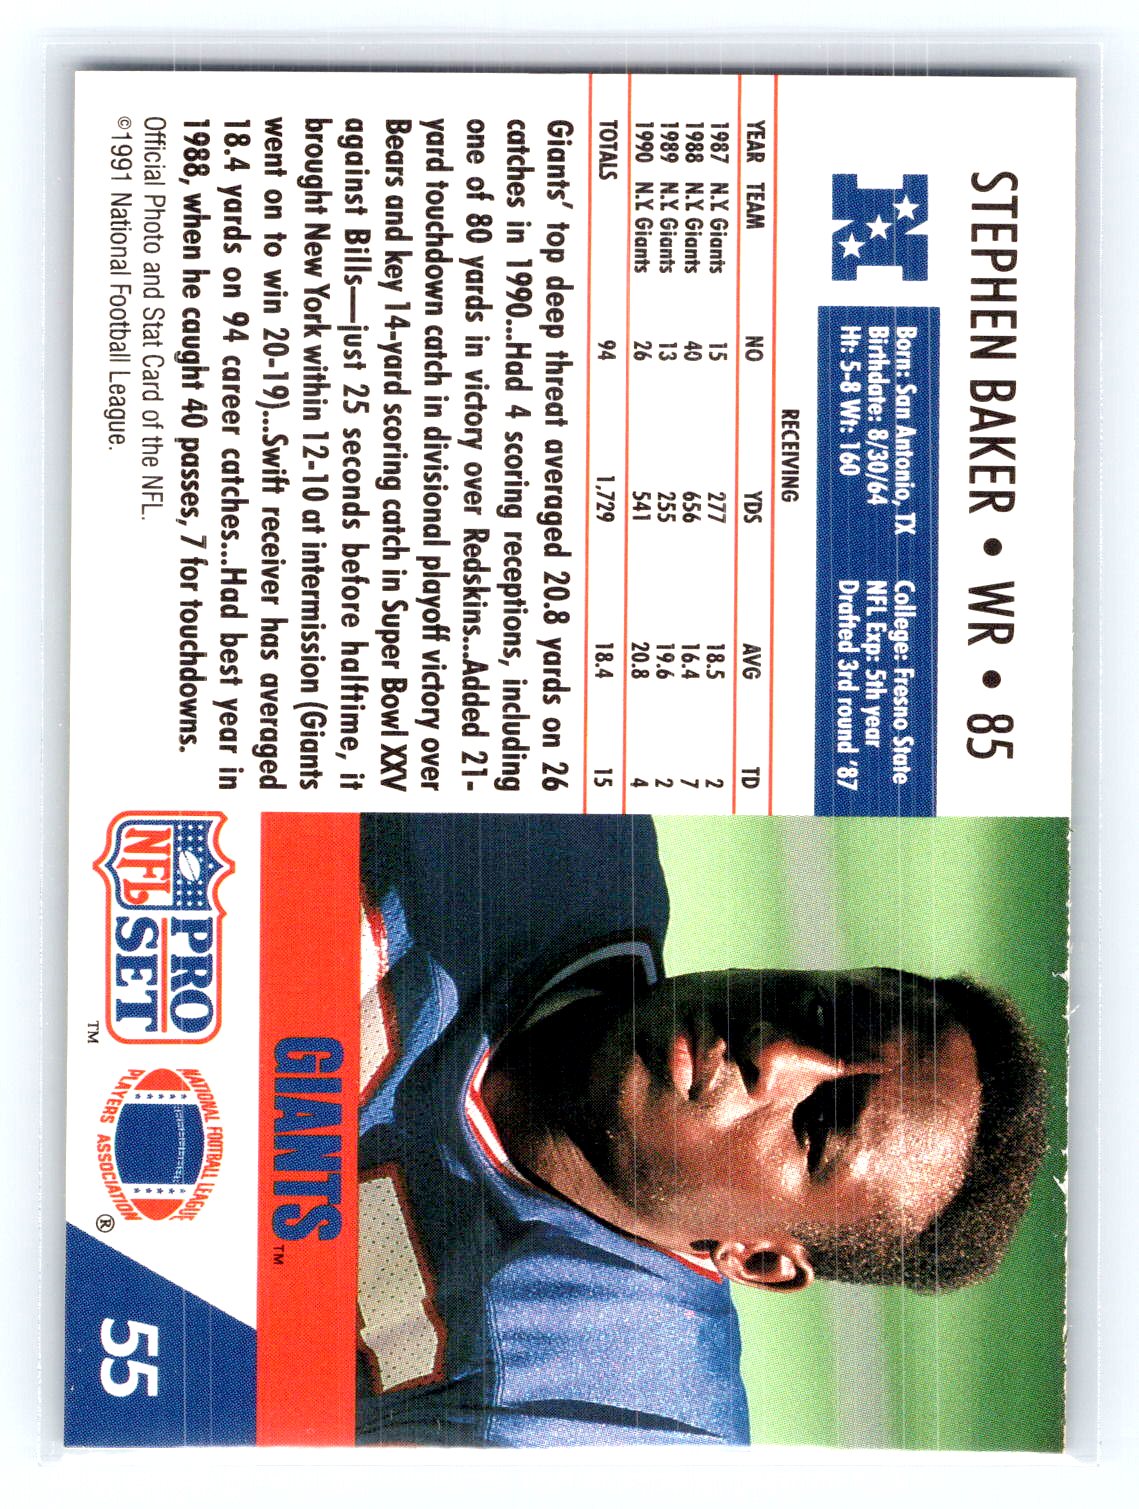 STEPHEN BAKER • WR • 85
Born: San Antonio, TX
Birthdate: 8/30/64
Ht: 5-8 Wt: 160
College: Fresno State
NFL Exp: 5th year
Drafted 3rd round '87
RECEIVING
YEAR TEAM NO YDS AVG TD
1987 N.Y. Giants 15 277 18.5 2
1988 N.Y. Giants 40 656 16.4 7
1989 N.Y. Giants 13 255 19.6 2
1990 N.Y. Giants 26 541 20.8 4
TOTALS 94 1,729 18.4 15
Giants' top deep threat averaged 20.8 yards on 26
catches in 1990...Had 4 scoring receptions, including
one of 80 yards in victory over Redskins...Added 21-
yard touchdown catch in divisional playoff victory over
Bears and key 14-yard scoring catch in Super Bowl XXV
against Bills—just 25 seconds before halftime, it
brought New York within 12-10 at intermission (Giants
went on to win 20-19)...Swift receiver has averaged
18.4 yards on 94 career catches...Had best year in
1988, when he caught 40 passes, 7 for touchdowns.
Official Photo and Stat Card of the NFL.
©1991 National Football League.
GIANTS™
PRO
NFL SET
™
NATIONAL FOOTBALL LEAGUE
PLAYERS ASSOCIATION
®
55